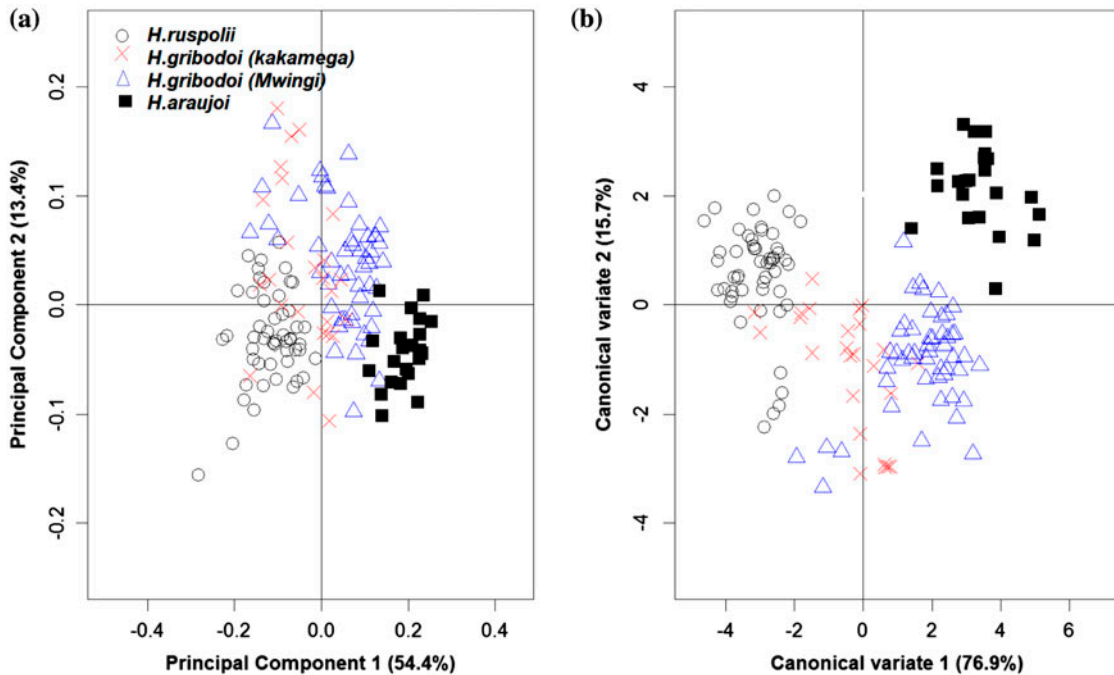 (a)
H.ruspolii
H.gribodoi (kakamega)
H.gribodoi (Mwingi)
H.araujoi
Principal Component 2 (13.4%)
0.2
0.1
0.0
-0.1
-0.2
-0.4
-0.2
0.0
0.2
0.4
Principal Component 1 (54.4%)
(b)
Canonical variate 2 (15.7%)
4
2
0
-2
-4
-4
-2
0
2
4
6
Canonical variate 1 (76.9%)